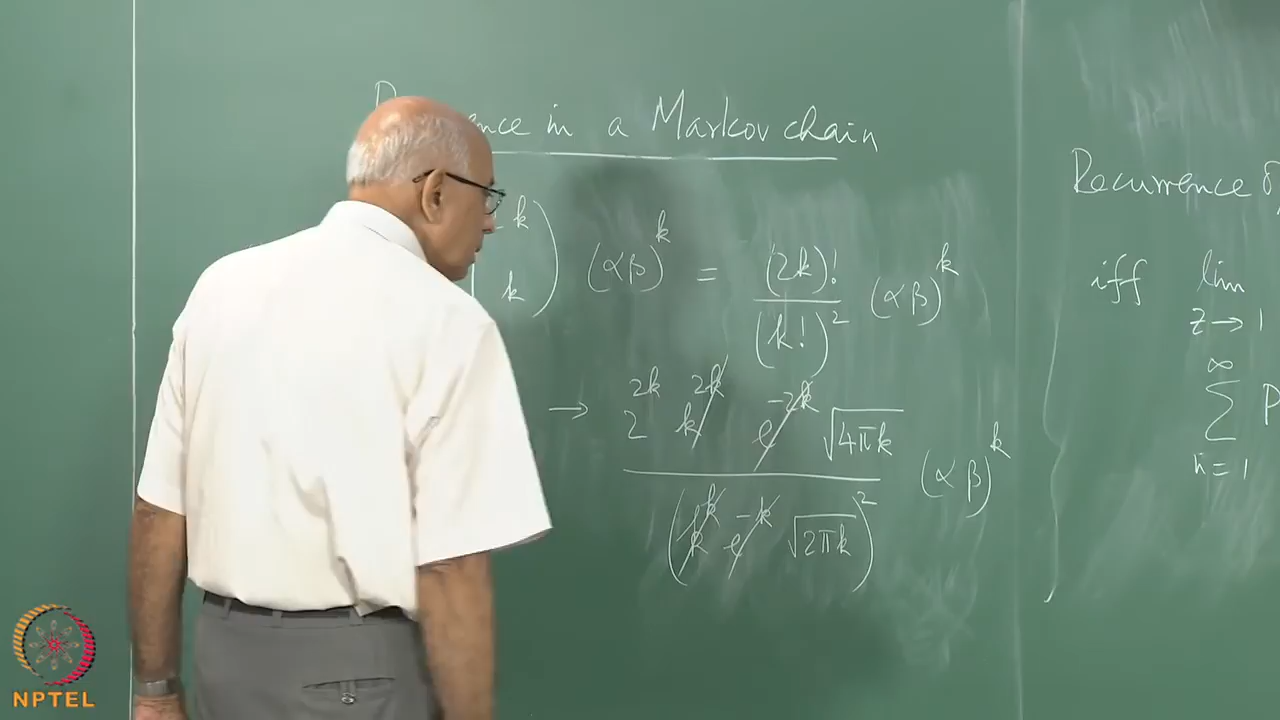 ence in a Markov chain
Recurrence
2k
k ) (αβ)^k = (2k)! / (k!)^2 (αβ)^k
iff lim
z → 1
→ 2^{2k} k^{2k} e^{-2k} √4πk / (k^k e^{-k} √2πk)^2 (αβ)^k
∞
Σ P
n = 1
NPTEL